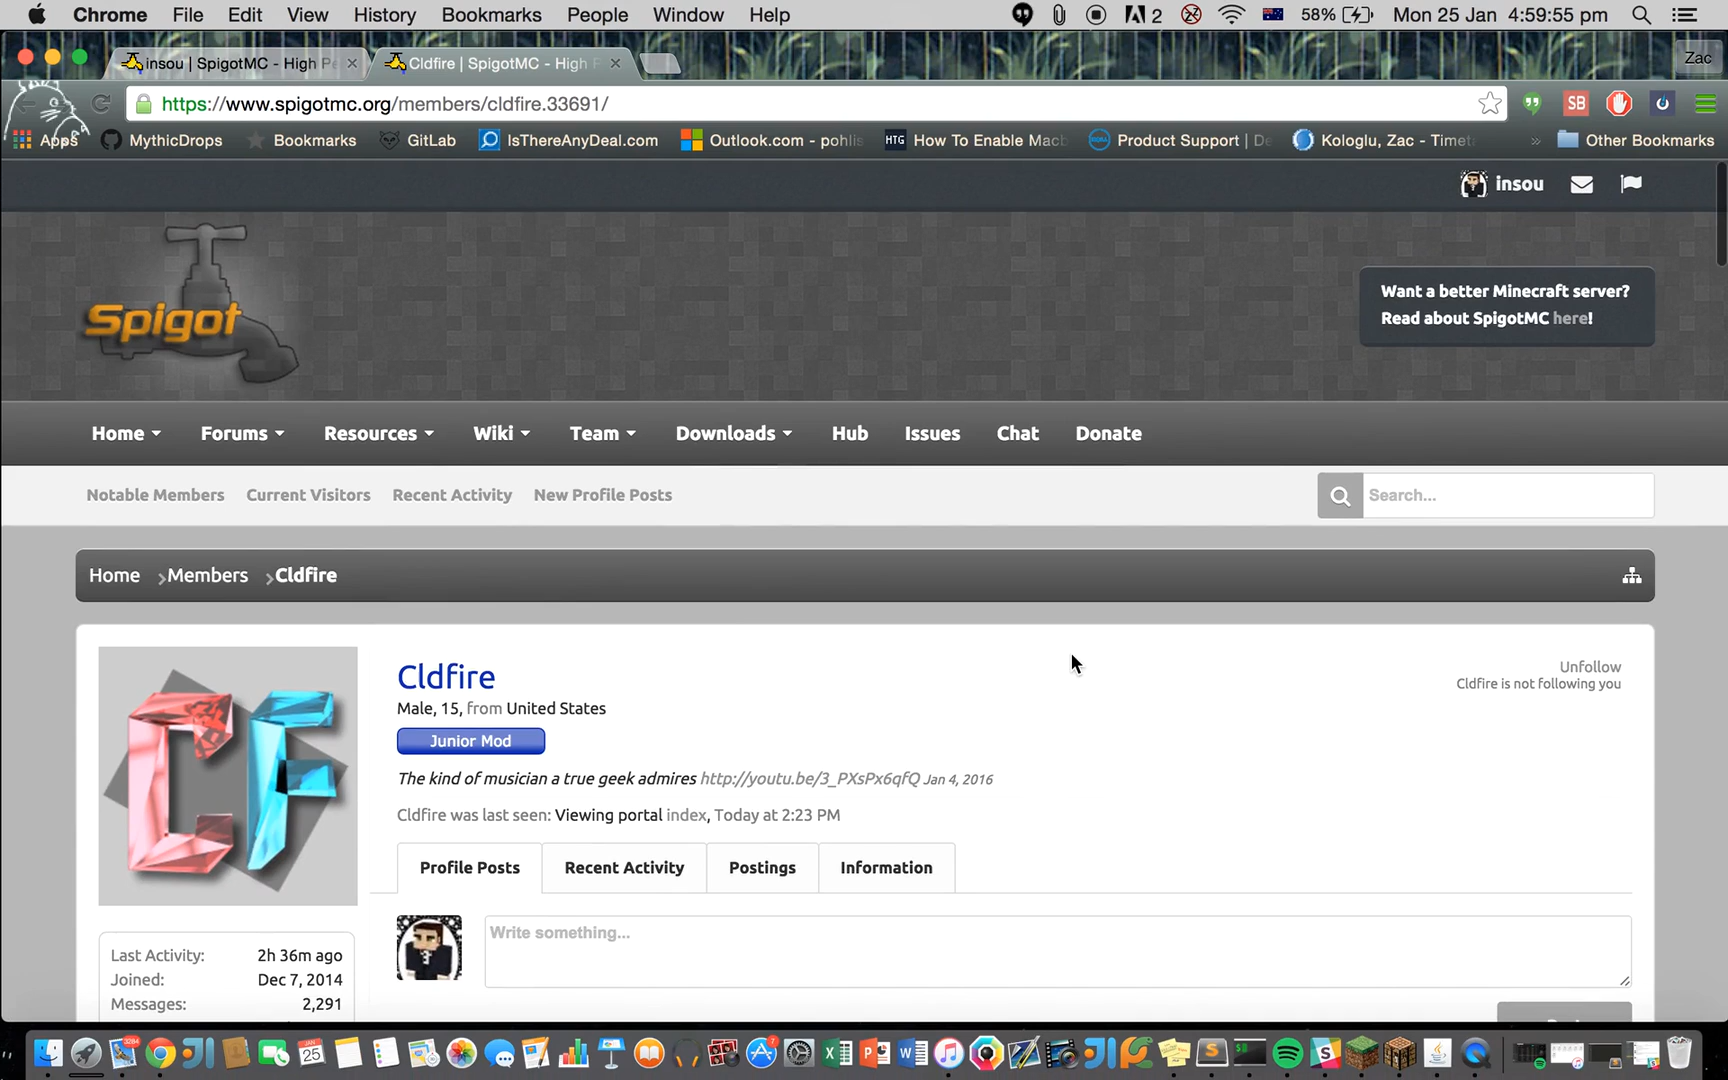 Chrome File Edit View History Bookmarks People Window Help 2 58% Mon 25 Jan 4:59:55 pm
insou | SpigotMC - High Pe Cldfire | SpigotMC - High P Zac
https://www.spigotmc.org/members/cldfire.33691/ SB
Apps MythicDrops Bookmarks GitLab IsThereAnyDeal.com Outlook.com - pohlis HTG How To Enable Macb Product Support | De Kologlu, Zac - Timeta » Other Bookmarks
insou
Spigot
Want a better Minecraft server?
Read about SpigotMC here!
Home Forums Resources Wiki Team Downloads Hub Issues Chat Donate
Notable Members Current Visitors Recent Activity New Profile Posts Search...
Home Members Cldfire
CF
Cldfire
Male, 15, from United States
Junior Mod
The kind of musician a true geek admires http://youtu.be/3_PXsPx6qfQ Jan 4, 2016
Cldfire was last seen: Viewing portal index, Today at 2:23 PM
Unfollow
Cldfire is not following you
Profile Posts Recent Activity Postings Information
Write something...
Last Activity: 2h 36m ago
Joined: Dec 7, 2014
Messages: 2,291